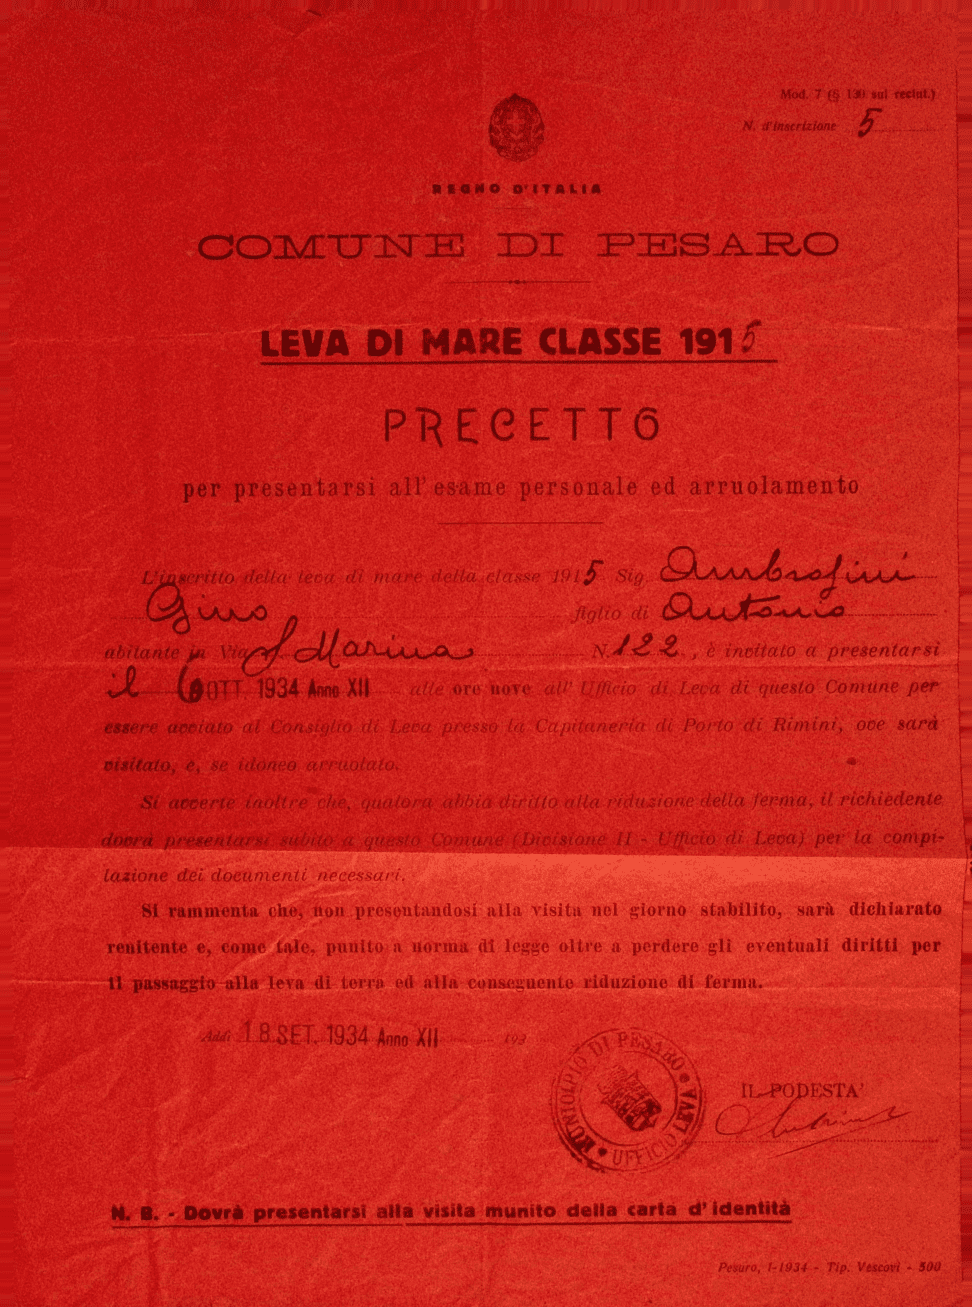 Mod. 7 (§ 130 sul reclut.)
N. d'inscrizione 5
REGNO D'ITALIA
COMUNE DI PESARO
LEVA DI MARE CLASSE 1915
PRECETTO
per presentarsi all'esame personale ed arruolamento
L'inscritto della leva di mare della classe 1915 Sig. Ambrosini
Gino figlio di Antonio
abitante in Via S. Marina N. 122, è invitato a presentarsi
il 6 OTT. 1934 Anno XII alle ore nove all'Ufficio di Leva di questo Comune per
essere avviato al Consiglio di Leva presso la Capitaneria di Porto di Rimini, ove sarà
visitato, e, se idoneo arruolato.
Si avverte inoltre che, qualora abbia diritto alla riduzione della ferma, il richiedente
dovrà presentarsi subito a questo Comune (Divisione II - Ufficio di Leva) per la compi-
lazione dei documenti necessari.
Si rammenta che, non presentandosi alla visita nel giorno stabilito, sarà dichiarato
renitente e, come tale, punito a norma di legge oltre a perdere gli eventuali diritti per
il passaggio alla leva di terra ed alla conseguente riduzione di ferma.
Addì 18 SET. 1934 Anno XII 193
MUNICIPIO DI PESARO
UFFICIO LEVA
IL PODESTA'
N. B. - Dovrà presentarsi alla visita munito della carta d'identità
Pesaro, 1-1934 - Tip. Vescovi - 500